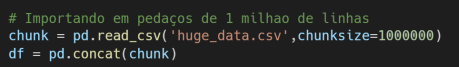 # Importando em pedaços de 1 milhao de linhas
chunk = pd.read_csv('huge_data.csv',chunksize=1000000)
df = pd.concat(chunk)